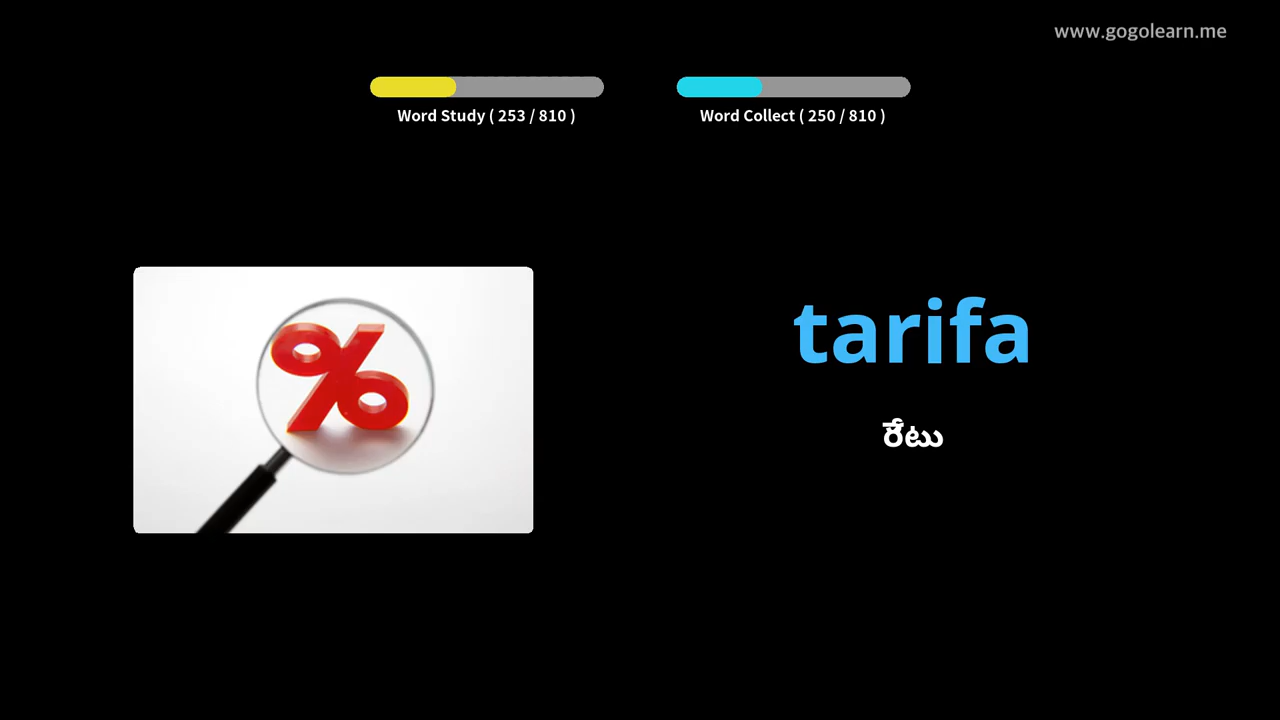 www.gogolearn.me
Word Study ( 253 / 810 )
Word Collect ( 250 / 810 )
%
tarifa
రేటు